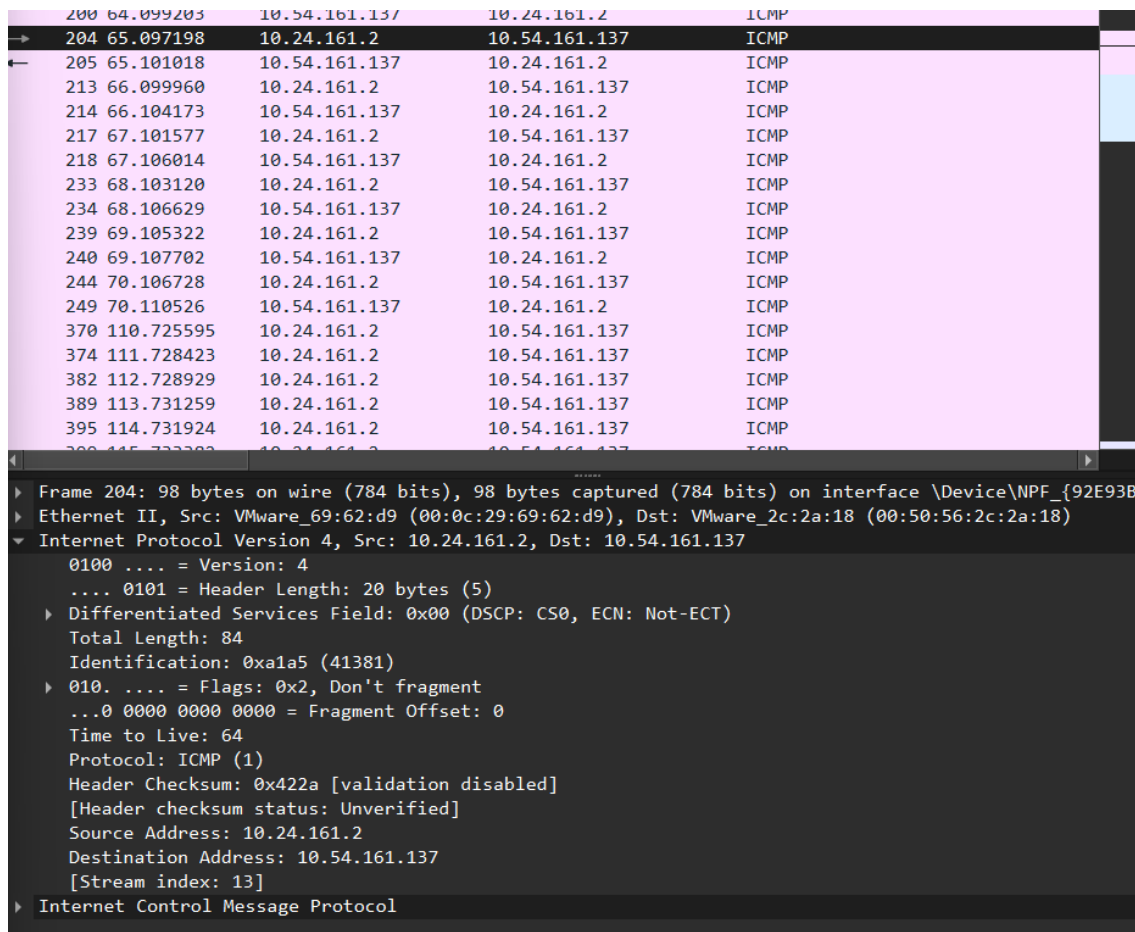 200 64.099203 10.54.161.137 10.24.161.2 ICMP
204 65.097198 10.24.161.2 10.54.161.137 ICMP
205 65.101018 10.54.161.137 10.24.161.2 ICMP
213 66.099960 10.24.161.2 10.54.161.137 ICMP
214 66.104173 10.54.161.137 10.24.161.2 ICMP
217 67.101577 10.24.161.2 10.54.161.137 ICMP
218 67.106014 10.54.161.137 10.24.161.2 ICMP
233 68.103120 10.24.161.2 10.54.161.137 ICMP
234 68.106629 10.54.161.137 10.24.161.2 ICMP
239 69.105322 10.24.161.2 10.54.161.137 ICMP
240 69.107702 10.54.161.137 10.24.161.2 ICMP
244 70.106728 10.24.161.2 10.54.161.137 ICMP
249 70.110526 10.54.161.137 10.24.161.2 ICMP
370 110.725595 10.24.161.2 10.54.161.137 ICMP
374 111.728423 10.24.161.2 10.54.161.137 ICMP
382 112.728929 10.24.161.2 10.54.161.137 ICMP
389 113.731259 10.24.161.2 10.54.161.137 ICMP
395 114.731924 10.24.161.2 10.54.161.137 ICMP
10.24.161.2 10.54.161.137 ICMP
Frame 204: 98 bytes on wire (784 bits), 98 bytes captured (784 bits) on interface \Device\NPF_{92E93B
Ethernet II, Src: VMware_69:62:d9 (00:0c:29:69:62:d9), Dst: VMware_2c:2a:18 (00:50:56:2c:2a:18)
Internet Protocol Version 4, Src: 10.24.161.2, Dst: 10.54.161.137
0100 .... = Version: 4
.... 0101 = Header Length: 20 bytes (5)
Differentiated Services Field: 0x00 (DSCP: CS0, ECN: Not-ECT)
Total Length: 84
Identification: 0xa1a5 (41381)
010. .... = Flags: 0x2, Don't fragment
...0 0000 0000 0000 = Fragment Offset: 0
Time to Live: 64
Protocol: ICMP (1)
Header Checksum: 0x422a [validation disabled]
[Header checksum status: Unverified]
Source Address: 10.24.161.2
Destination Address: 10.54.161.137
[Stream index: 13]
Internet Control Message Protocol